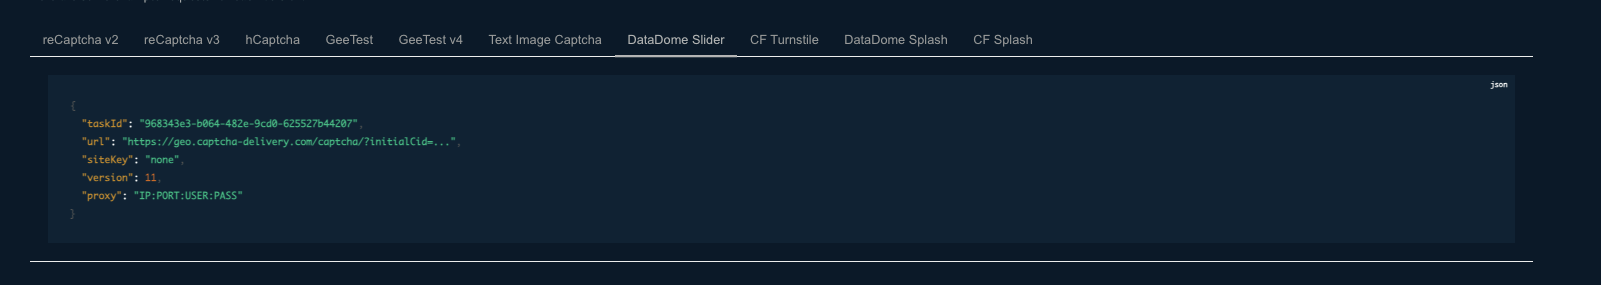 reCaptcha v2 reCaptcha v3 hCaptcha GeeTest GeeTest v4 Text Image Captcha DataDome Slider CF Turnstile DataDome Splash CF Splash
json
{
"taskId": "968343e3-b064-482e-9cd0-625527b44207",
"url": "https://geo.captcha-delivery.com/captcha/?initialCid=...",
"siteKey": "none",
"version": 11,
"proxy": "IP:PORT:USER:PASS"
}